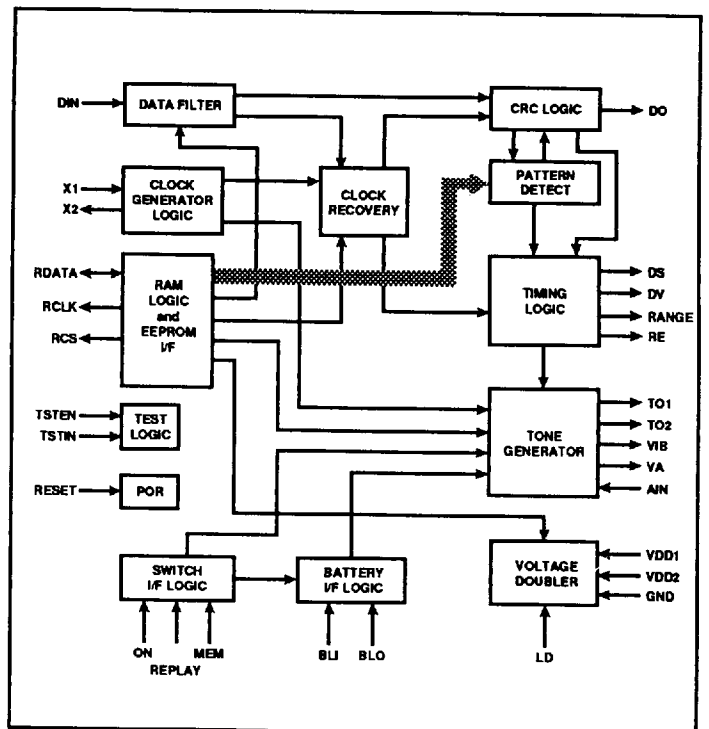 DIN
DATA FILTER
CRC LOGIC
DO
X1
X2
CLOCK
GENERATOR
LOGIC
CLOCK
RECOVERY
PATTERN
DETECT
RDATA
RCLK
RCS
RAM
LOGIC
and
EEPROM
I/F
TIMING
LOGIC
DS
DV
RANGE
RE
TSTEN
TSTIN
TEST
LOGIC
TONE
GENERATOR
TO1
TO2
VIB
VA
AIN
RESET
POR
SWITCH
I/F LOGIC
BATTERY
I/F LOGIC
VOLTAGE
DOUBLER
VDD1
VDD2
GND
ON
REPLAY
MEM
BLI
BLO
LD